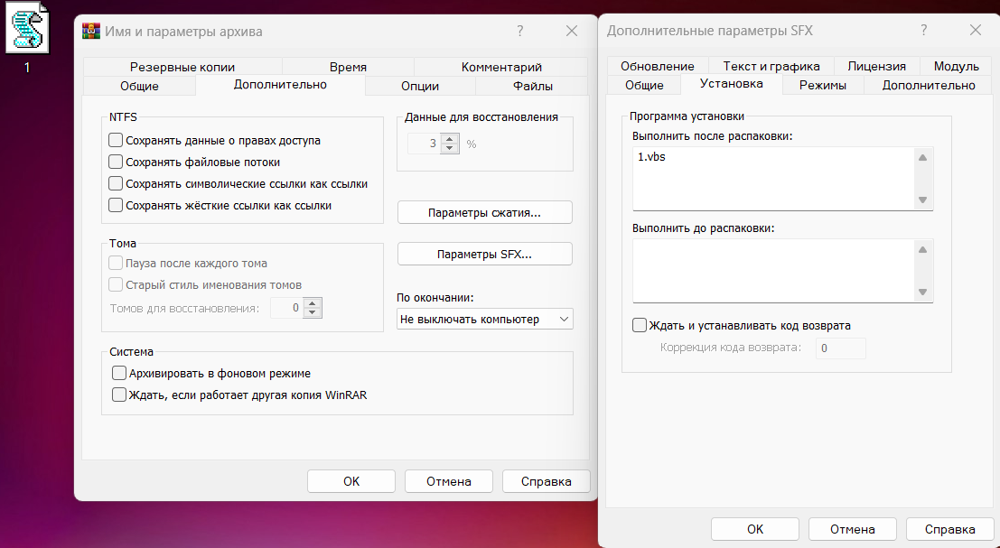 1
Имя и параметры архива
?
Резервные копии
Время
Комментарий
Общие
Дополнительно
Опции
Файлы
NTFS
Сохранять данные о правах доступа
Сохранять файловые потоки
Сохранять символические ссылки как ссылки
Сохранять жёсткие ссылки как ссылки
Данные для восстановления
3 %
Параметры сжатия...
Параметры SFX...
Тома
Пауза после каждого тома
Старый стиль именования томов
Томов для восстановления: 0
По окончании:
Не выключать компьютер
Система
Архивировать в фоновом режиме
Ждать, если работает другая копия WinRAR
OK
Отмена
Справка
Дополнительные параметры SFX
?
Обновление
Текст и графика
Лицензия
Модуль
Общие
Установка
Режимы
Дополнительно
Программа установки
Выполнить после распаковки:
1.vbs
Выполнить до распаковки:
Ждать и устанавливать код возврата
Коррекция кода возврата: 0
OK
Отмена
Справка